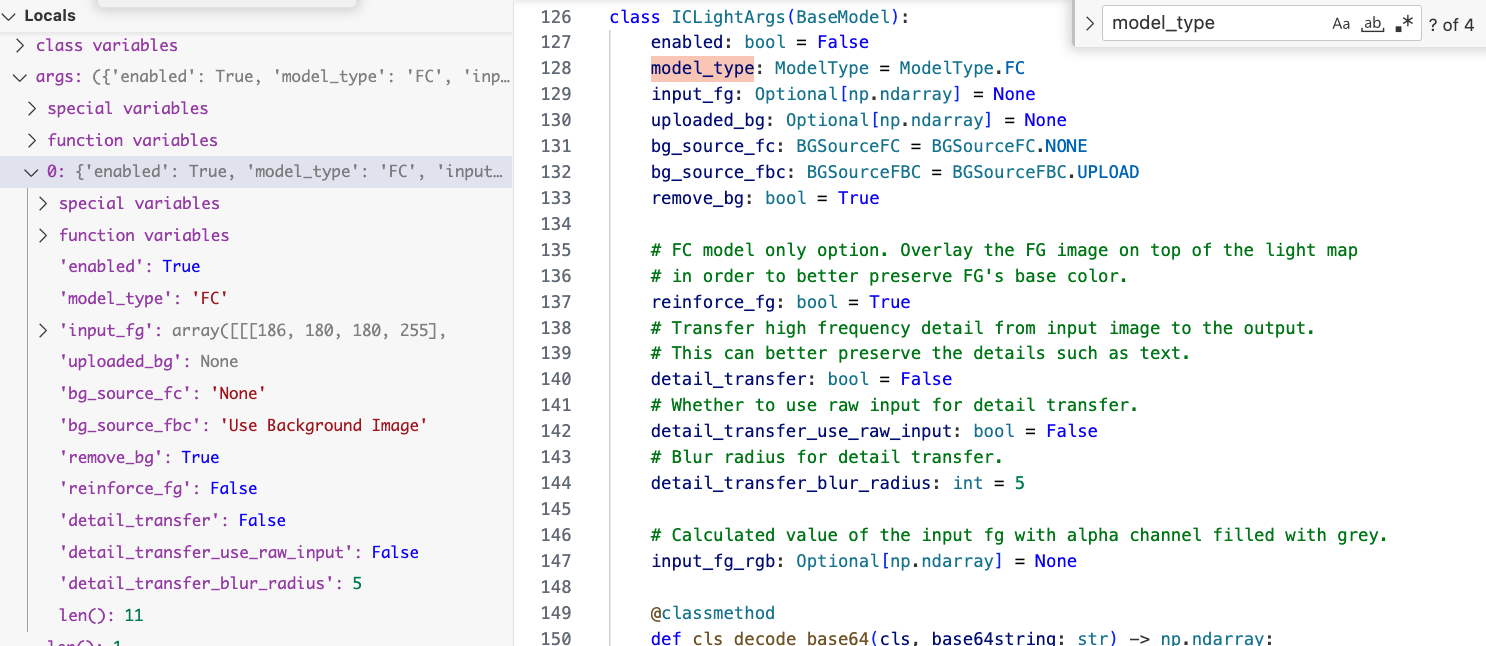 Locals
class variables
args: ({'enabled': True, 'model_type': 'FC', 'inp…
special variables
function variables
0: {'enabled': True, 'model_type': 'FC', 'input…
special variables
function variables
'enabled': True
'model_type': 'FC'
'input_fg': array([[[186, 180, 180, 255],
'uploaded_bg': None
'bg_source_fc': 'None'
'bg_source_fbc': 'Use Background Image'
'remove_bg': True
'reinforce_fg': False
'detail_transfer': False
'detail_transfer_use_raw_input': False
'detail_transfer_blur_radius': 5
len(): 11
len(): 1
model_type Aa ab .* ? of 4
126 class ICLightArgs(BaseModel):
127 enabled: bool = False
128 model_type: ModelType = ModelType.FC
129 input_fg: Optional[np.ndarray] = None
130 uploaded_bg: Optional[np.ndarray] = None
131 bg_source_fc: BGSourceFC = BGSourceFC.NONE
132 bg_source_fbc: BGSourceFBC = BGSourceFBC.UPLOAD
133 remove_bg: bool = True
134
135 # FC model only option. Overlay the FG image on top of the light map
136 # in order to better preserve FG's base color.
137 reinforce_fg: bool = True
138 # Transfer high frequency detail from input image to the output.
139 # This can better preserve the details such as text.
140 detail_transfer: bool = False
141 # Whether to use raw input for detail transfer.
142 detail_transfer_use_raw_input: bool = False
143 # Blur radius for detail transfer.
144 detail_transfer_blur_radius: int = 5
145
146 # Calculated value of the input fg with alpha channel filled with grey.
147 input_fg_rgb: Optional[np.ndarray] = None
148
149 @classmethod
150 def cls_decode_base64(cls, base64string: str) -> np.ndarray: